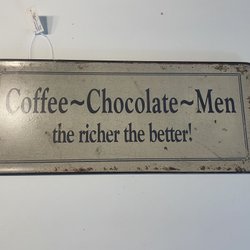 Coffee~Chocolate~Men
the richer the better!